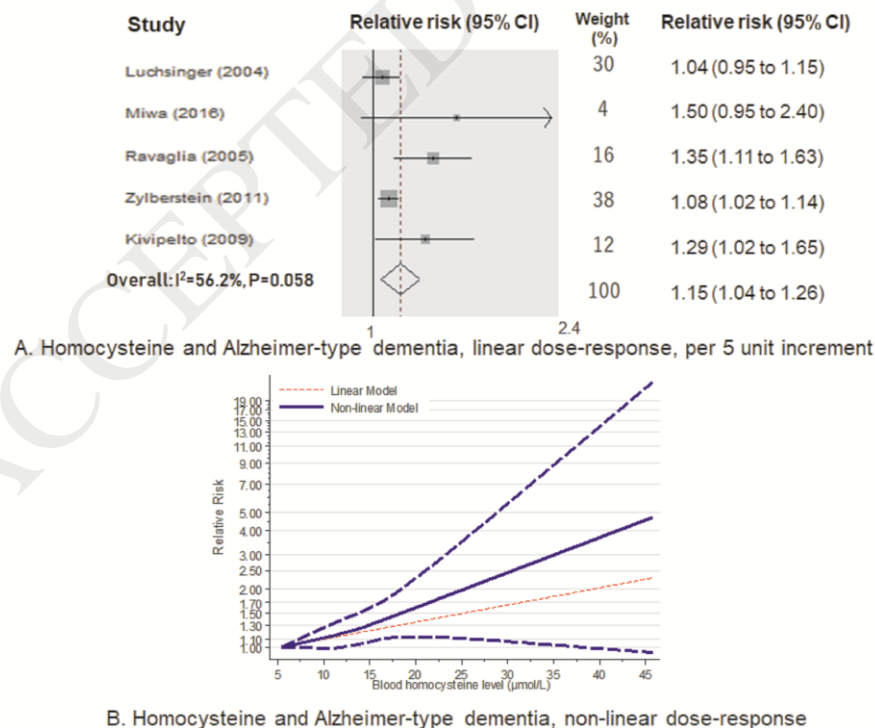 ACCEPTED
Study Relative risk (95% CI) Weight (%) Relative risk (95% CI)
Luchsinger (2004) 30 1.04 (0.95 to 1.15)
Miwa (2016) 4 1.50 (0.95 to 2.40)
Ravaglia (2005) 16 1.35 (1.11 to 1.63)
Zylberstein (2011) 38 1.08 (1.02 to 1.14)
Kivipelto (2009) 12 1.29 (1.02 to 1.65)
Overall: I²=56.2%, P=0.058 100 1.15 (1.04 to 1.26)
1 2.4
A. Homocysteine and Alzheimer-type dementia, linear dose-response, per 5 unit increment
Linear Model
Non-linear Model
19.00
17.00
15.00
13.00
11.00
9.00
7.00
5.00
4.00
3.00
2.50
2.00
1.70
1.50
1.30
1.10
1.00
Relative Risk
5 10 15 20 25 30 35 40 45
Blood homocysteine level (µmol/L)
B. Homocysteine and Alzheimer-type dementia, non-linear dose-response